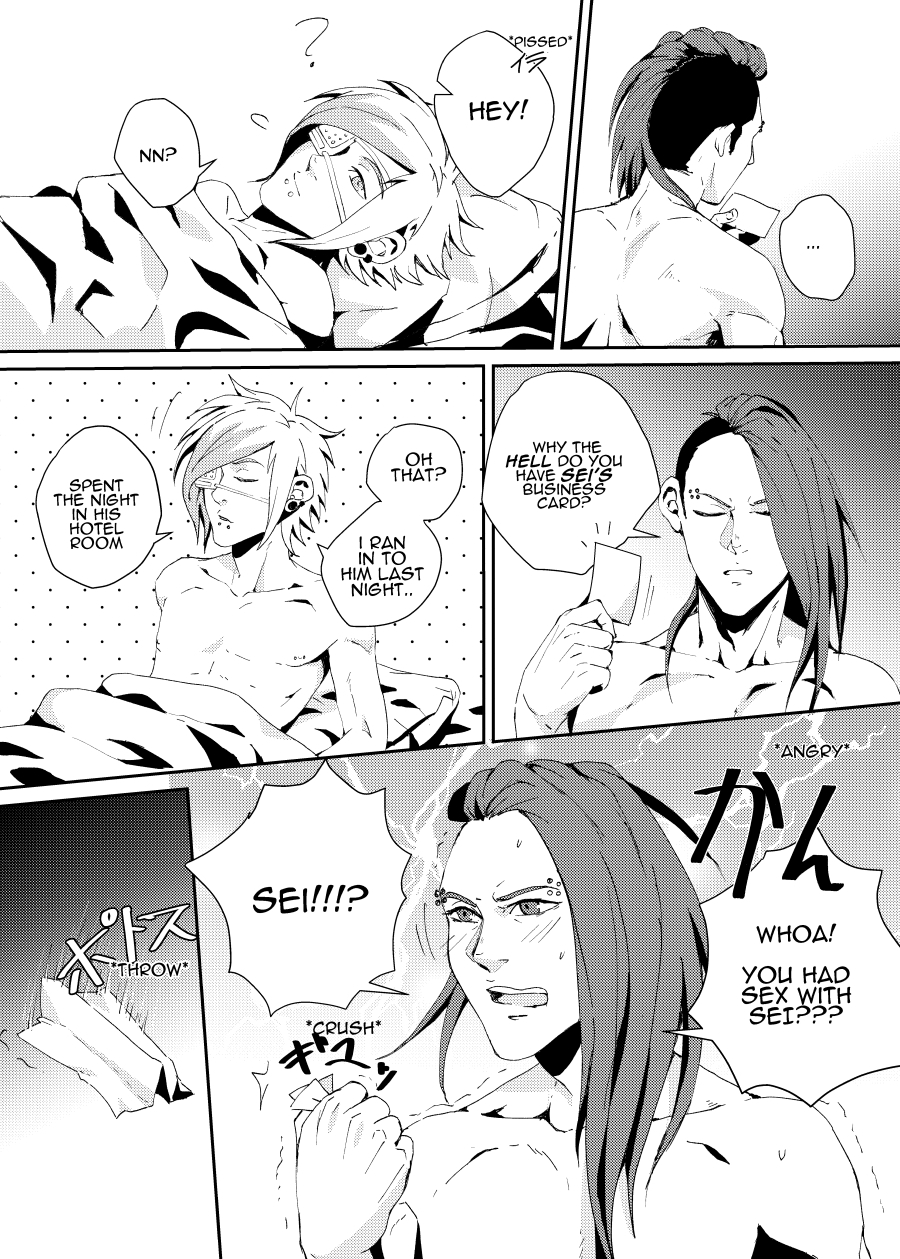 ...
*PISSED*
イラ
HEY!
?
NN?
WHY THE
HELL DO YOU
HAVE SEI'S
BUSINESS
CARD?
OH
THAT?
I RAN
IN TO
HIM LAST
NIGHT..
SPENT
THE NIGHT
IN HIS
HOTEL
ROOM
*ANGRY*
かん
WHOA!
YOU HAD
SEX WITH
SEI???
SEI!!!?
*CRUSH*
ギュッ
ポトス
*THROW*